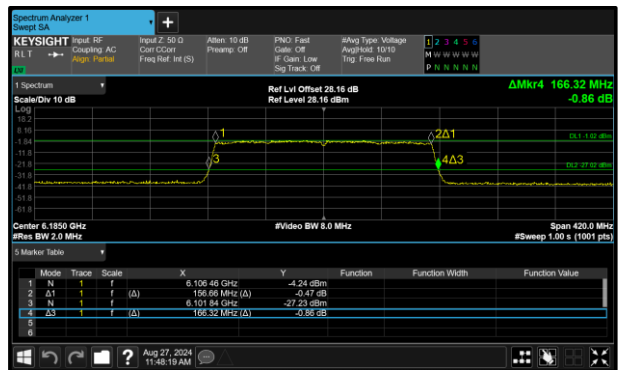 Spectrum Analyzer 1
Swept SA
KEYSIGHT Input: RF Input Z: 50 Ω Atten: 10 dB PNO: Fast #Avg Type: Voltage 1 2 3 4 5 6
RLT Coupling: AC Corr CCorr Preamp: Off Gate: Off Avg|Hold: 10/10 M W W W W W
Align: Partial Freq Ref: Int (S) IF Gain: Low Trig: Free Run P N N N N N
LW Sig Track: Off
1 Spectrum Ref Lvl Offset 28.16 dB ΔMkr4 166.32 MHz
Scale/Div 10 dB Ref Level 28.16 dBm -0.86 dB
Log
18.2
8.16
-1.84
-11.8
-21.8
-31.8
-41.8
-51.8
-61.8
1
2Δ1
DL1 -1.02 dBm
3
4Δ3
DL2 -27.02 dBm
Center 6.1850 GHz #Video BW 8.0 MHz Span 420.0 MHz
#Res BW 2.0 MHz #Sweep 1.00 s (1001 pts)
5 Marker Table
Mode Trace Scale X Y Function Function Width Function Value
1 N 1 f 6.106 46 GHz -4.24 dBm
2 Δ1 1 f (Δ) 156.66 MHz (Δ) -0.47 dB
3 N 1 f 6.101 84 GHz -27.23 dBm
4 Δ3 1 f (Δ) 166.32 MHz (Δ) -0.86 dB
5
6
? Aug 27, 2024
11:48:19 AM